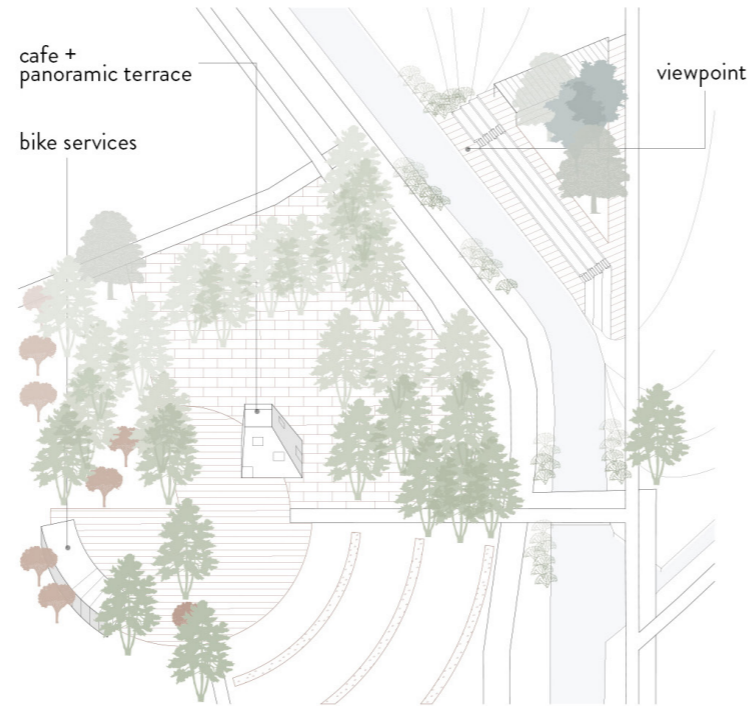 cafe +
panoramic terrace
viewpoint
bike services